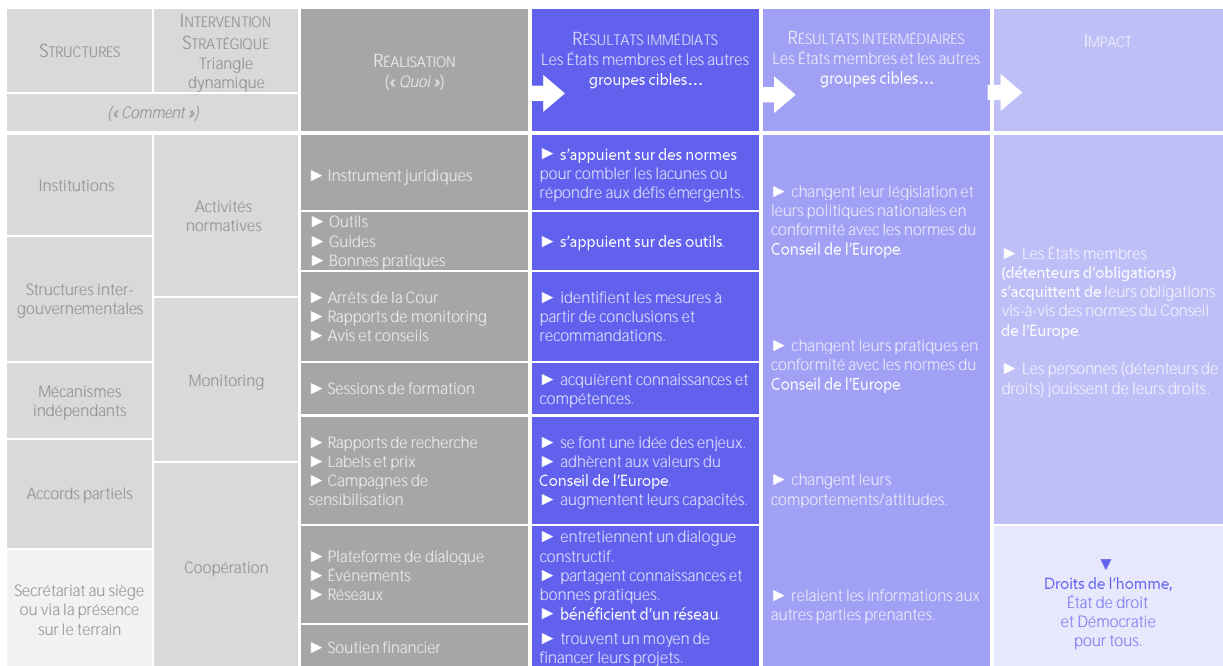 STRUCTURES
INTERVENTION
STRATÉGIQUE
Triangle
dynamique
(« Comment »)
RÉALISATION
(« Quoi »)
RÉSULTATS IMMÉDIATS
Les États membres et les autres
groupes cibles…
RÉSULTATS INTERMÉDIAIRES
Les États membres et les autres
groupes cibles…
IMPACT
Institutions
Structures inter-
gouvernementales
Mécanismes
indépendants
Accords partiels
Secrétariat au siège
ou via la présence
sur le terrain
Activités
normatives
Monitoring
Coopération
► Instrument juridiques
► Outils
► Guides
► Bonnes pratiques
► Arrêts de la Cour
► Rapports de monitoring
► Avis et conseils
► Sessions de formation
► Rapports de recherche
► Labels et prix
► Campagnes de
sensibilisation
► Plateforme de dialogue
► Événements
► Réseaux
► Soutien financier
► s’appuient sur des normes
pour combler les lacunes ou
répondre aux défis émergents.
► s’appuient sur des outils.
► identifient les mesures à
partir de conclusions et
recommandations.
► acquièrent connaissances et
compétences.
► se font une idée des enjeux.
► adhèrent aux valeurs du
Conseil de l’Europe.
► augmentent leurs capacités.
► entretiennent un dialogue
constructif.
► partagent connaissances et
bonnes pratiques.
► bénéficient d’un réseau.
► trouvent un moyen de
financer leurs projets.
► changent leur législation et
leurs politiques nationales en
conformité avec les normes du
Conseil de l’Europe.
► changent leurs pratiques en
conformité avec les normes du
Conseil de l’Europe.
► changent leurs
comportements/attitudes.
► relaient les informations aux
autres parties prenantes.
► Les États membres
(détenteurs d’obligations)
s’acquittent de leurs obligations
vis-à-vis des normes du Conseil
de l’Europe.
► Les personnes (détenteurs de
droits) jouissent de leurs droits.
▼
Droits de l’homme,
État de droit
et Démocratie
pour tous.